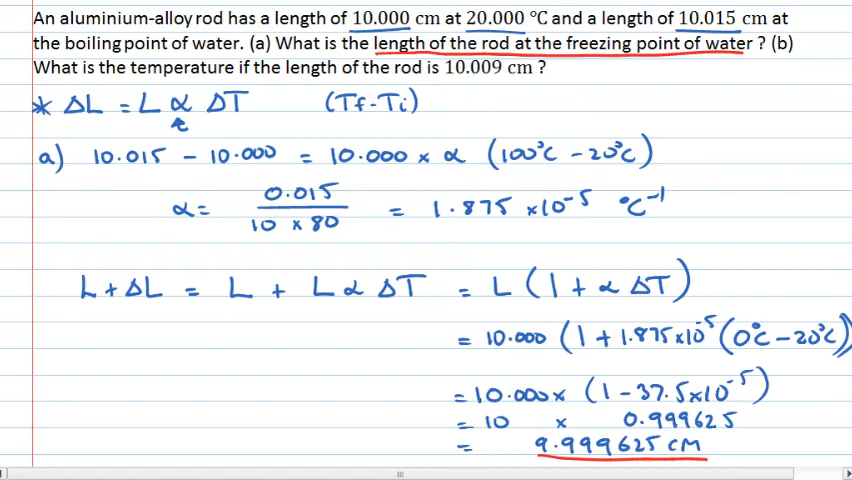 An aluminium-alloy rod has a length of 10.000 cm at 20.000 °C and a length of 10.015 cm at
the boiling point of water. (a) What is the length of the rod at the freezing point of water ? (b)
What is the temperature if the length of the rod is 10.009 cm ?
* ΔL = L α ΔT (Tf-Ti)
a) 10.015 - 10.000 = 10.000 × α (100°C - 20°C)
α = 0.015 / 10 × 80 = 1.875 × 10⁻⁵ °C⁻¹
L + ΔL = L + L α ΔT = L (1 + α ΔT)
= 10.000 (1 + 1.875×10⁻⁵ (0°C - 20°C)
= 10.000× (1 - 37.5×10⁻⁵)
= 10 × 0.999625
= 9.999625 CM